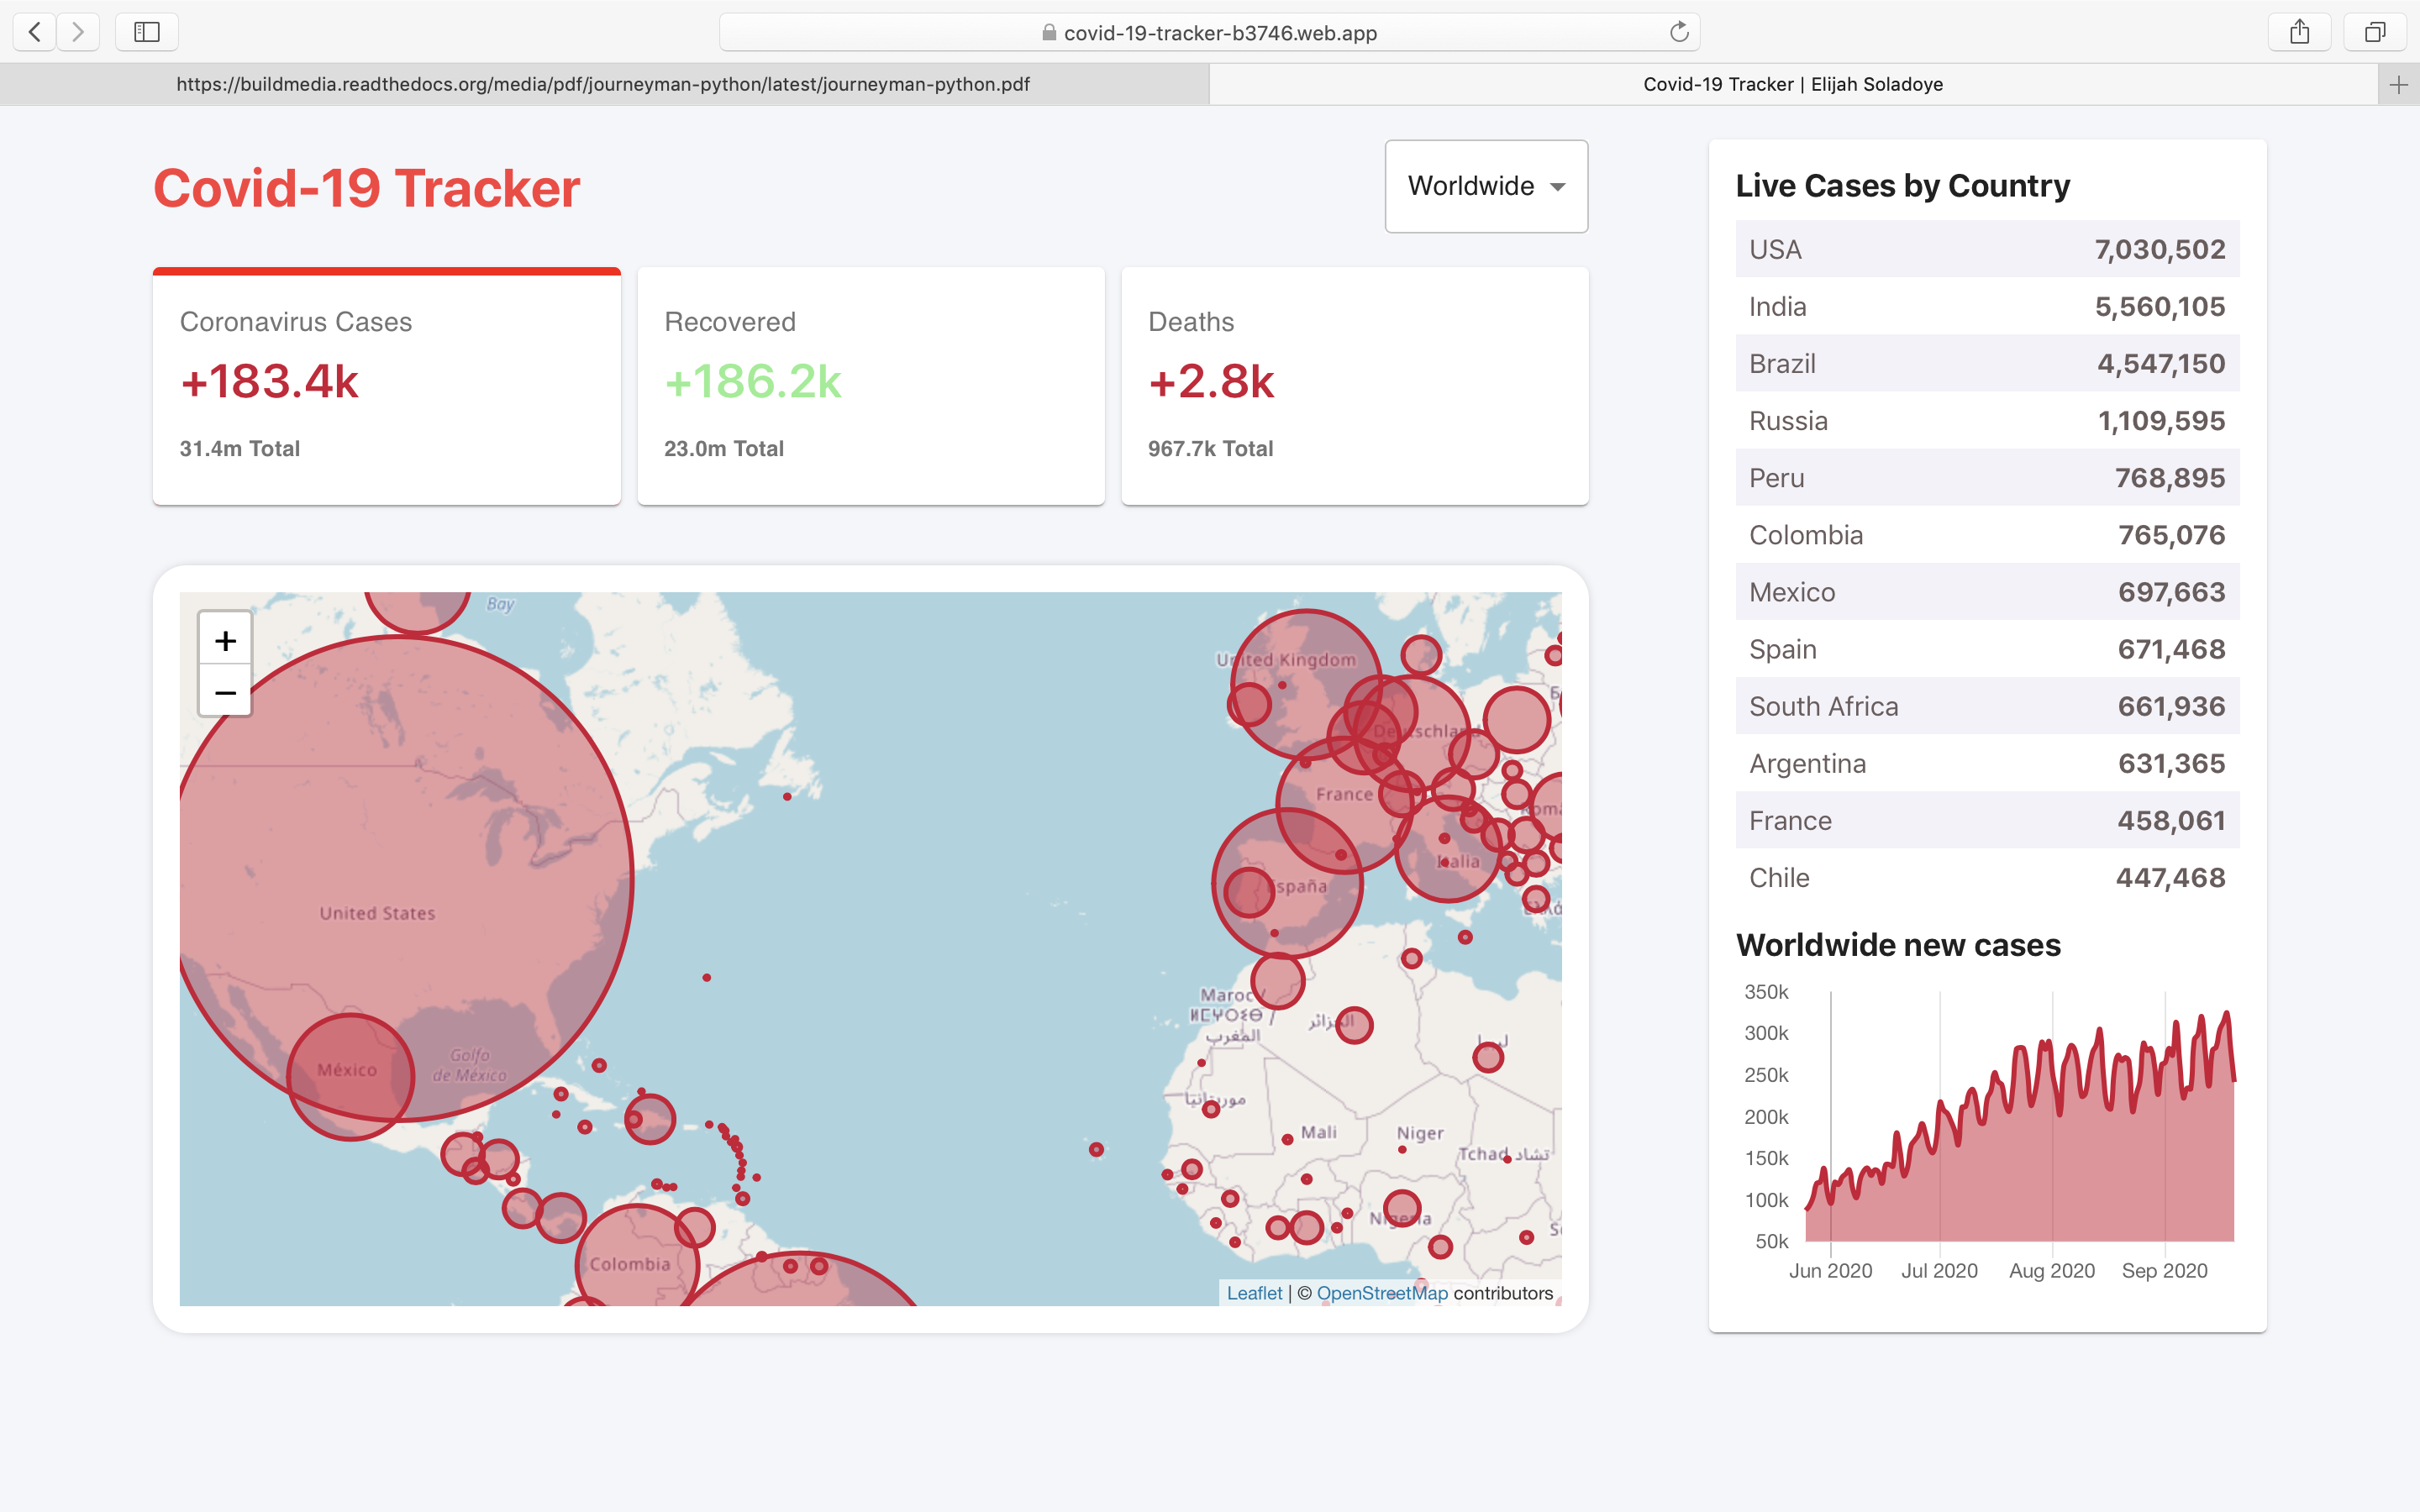 covid-19-tracker-b3746.web.app
https://buildmedia.readthedocs.org/media/pdf/journeyman-python/latest/journeyman-python.pdf
Covid-19 Tracker | Elijah Soladoye
Covid-19 Tracker
Worldwide
Coronavirus Cases
+183.4k
31.4m Total
Recovered
+186.2k
23.0m Total
Deaths
+2.8k
967.7k Total
+
−
Bay
United Kingdom
Deutschland
France
Italia
España
United States
México
Golfo
de México
Maroc /
ⵍⵎⵖⵔⵉⴱ /
المغرب
الجزائر
ليبيا
موريتانيا
Mali
Niger
Tchad تشاد
Nigeria
Colombia
Leaflet | © OpenStreetMap contributors
Live Cases by Country
USA 7,030,502
India 5,560,105
Brazil 4,547,150
Russia 1,109,595
Peru 768,895
Colombia 765,076
Mexico 697,663
Spain 671,468
South Africa 661,936
Argentina 631,365
France 458,061
Chile 447,468
Worldwide new cases
350k
300k
250k
200k
150k
100k
50k
Jun 2020 Jul 2020 Aug 2020 Sep 2020